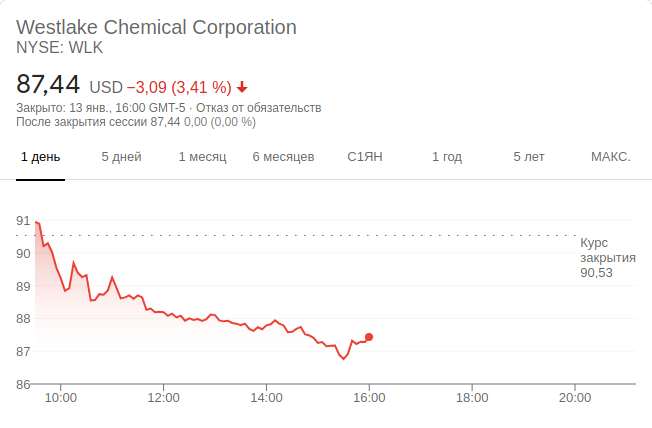 Westlake Chemical Corporation
NYSE: WLK
87,44 USD −3,09 (3,41 %)
Закрыто: 13 янв., 16:00 GMT-5 · Отказ от обязательств
После закрытия сессии 87,44 0,00 (0,00 %)
1 день 5 дней 1 месяц 6 месяцев С1ЯН 1 год 5 лет МАКС.
91
Курс
90
закрытия
90,53
89
88
87
86
10:00 12:00 14:00 16:00 18:00 20:00